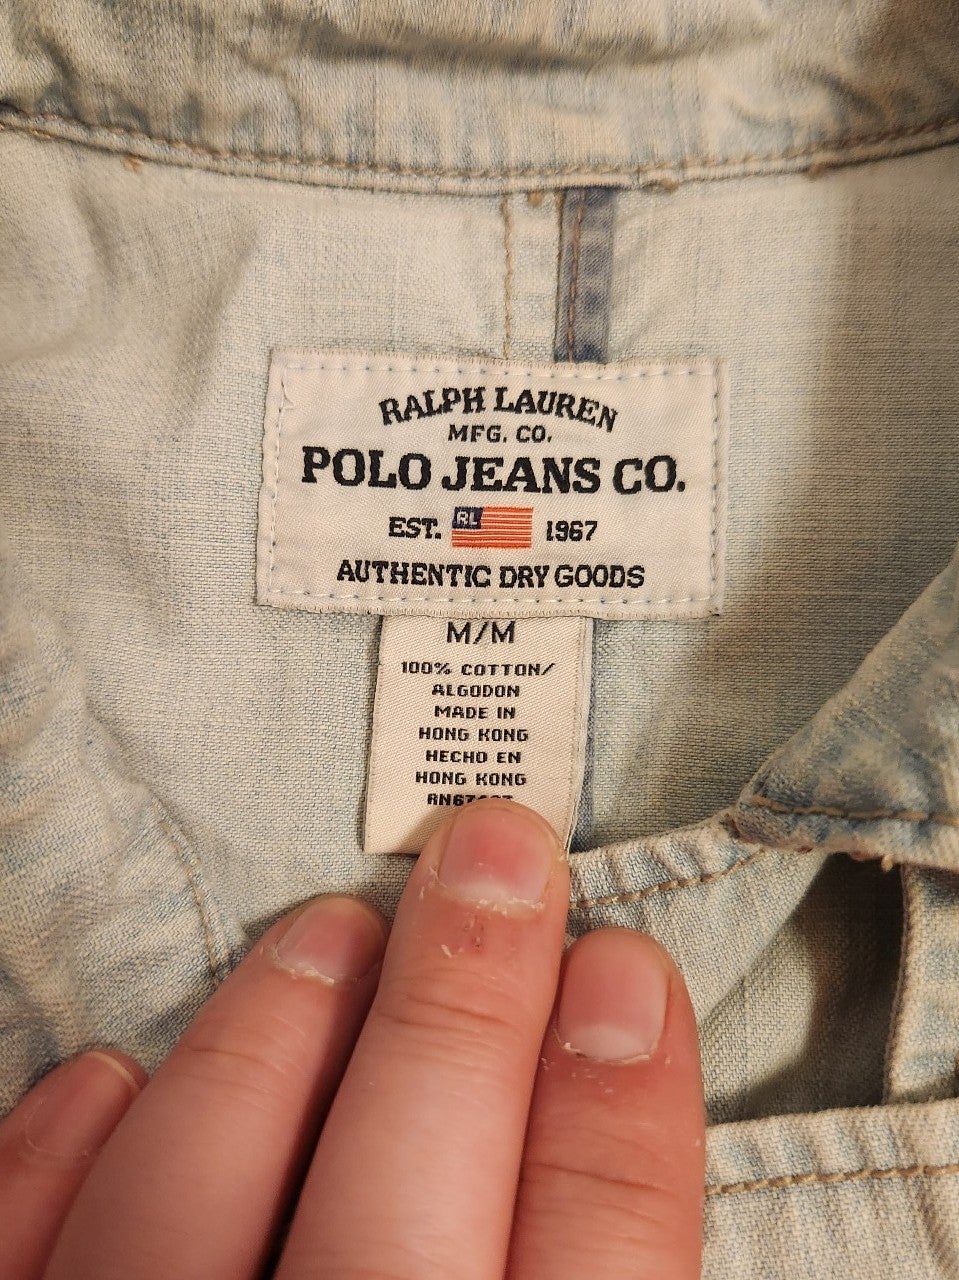 RALPH LAUREN
MFG. CO.
POLO JEANS CO.
EST. RL 1967
AUTHENTIC DRY GOODS
M/M
100% COTTON/
ALGODON
MADE IN
HONG KONG
HECHO EN
HONG KONG